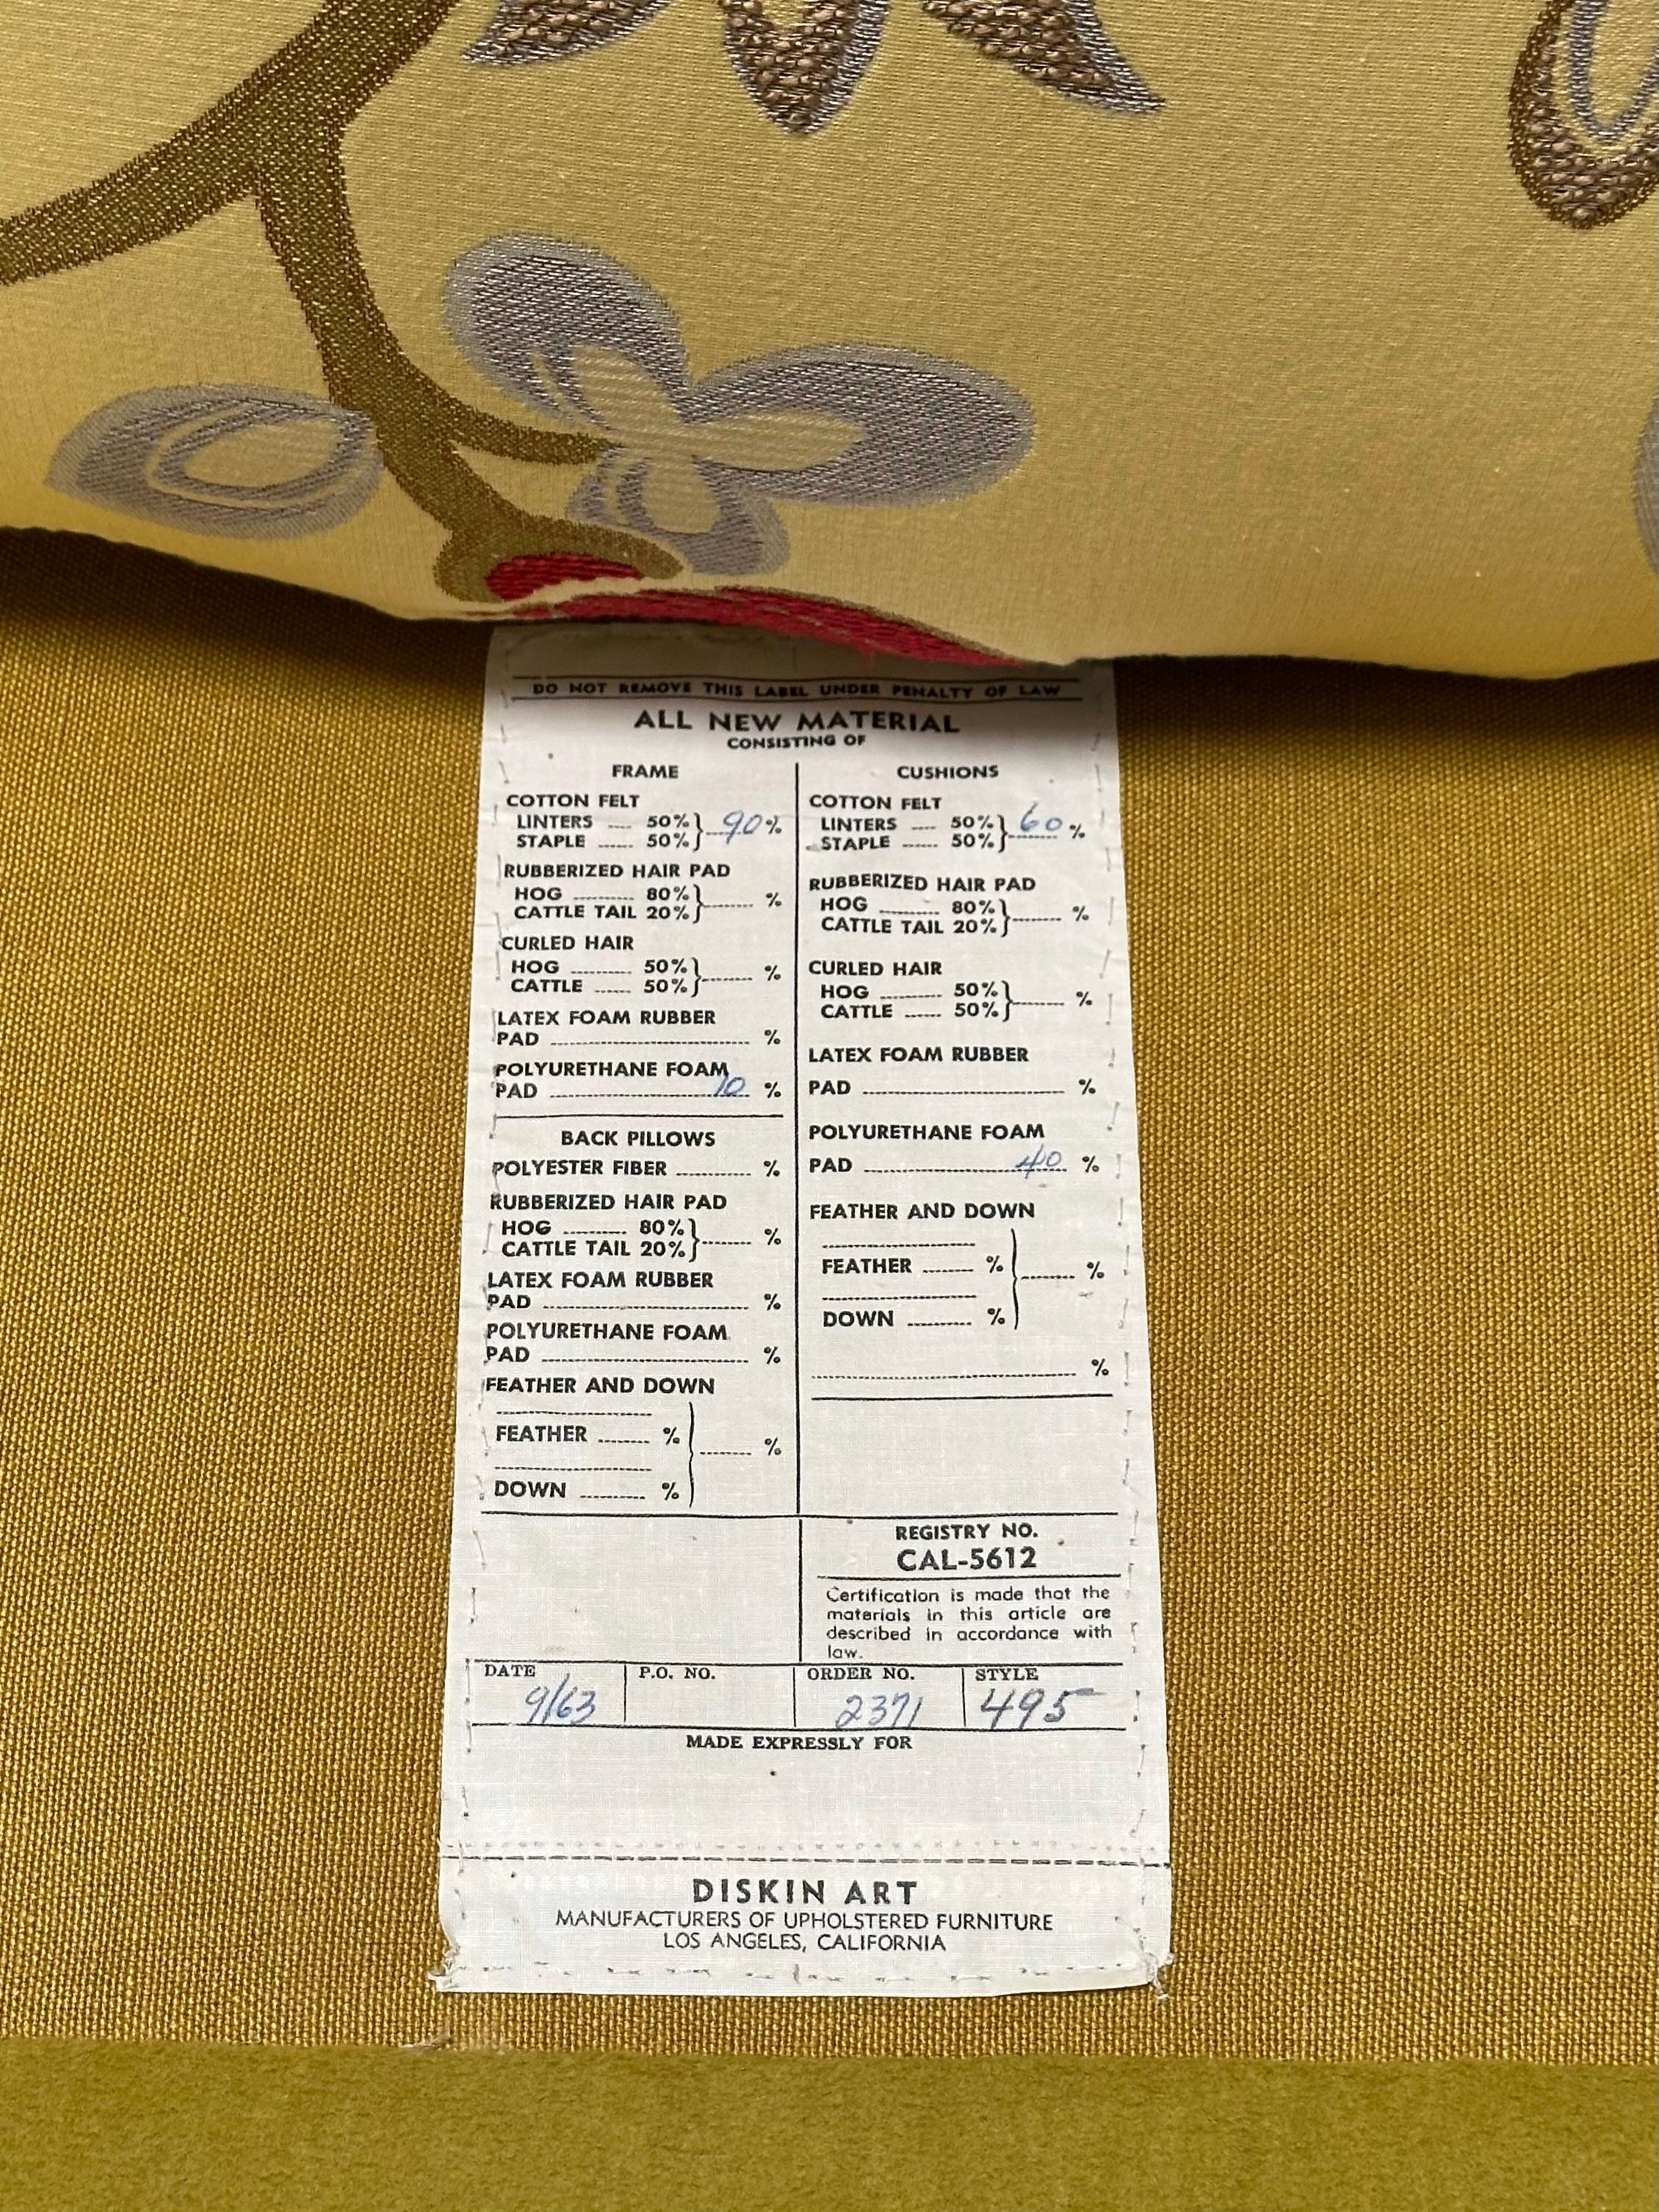 DO NOT REMOVE THIS LABEL UNDER PENALTY OF LAW
ALL NEW MATERIAL
CONSISTING OF
FRAME
COTTON FELT
LINTERS .... 50% } 90 %
STAPLE ...... 50%
RUBBERIZED HAIR PAD
HOG .......... 80% } ........ %
CATTLE TAIL 20%
CURLED HAIR
HOG .......... 50% } ........ %
CATTLE ...... 50%
LATEX FOAM RUBBER
PAD ........................ %
POLYURETHANE FOAM
PAD ............ 10 %
BACK PILLOWS
POLYESTER FIBER ............ %
RUBBERIZED HAIR PAD
HOG .......... 80% } ........ %
CATTLE TAIL 20%
LATEX FOAM RUBBER
PAD ........................ %
POLYURETHANE FOAM
PAD ........................ %
FEATHER AND DOWN
FEATHER ........ % } ........ %
DOWN .......... %
CUSHIONS
COTTON FELT
LINTERS .... 50% } 60 %
STAPLE ...... 50%
RUBBERIZED HAIR PAD
HOG .......... 80% } ........ %
CATTLE TAIL 20%
CURLED HAIR
HOG .......... 50% } ........ %
CATTLE ...... 50%
LATEX FOAM RUBBER
PAD ........................ %
POLYURETHANE FOAM
PAD ............ 40 %
FEATHER AND DOWN
FEATHER ........ % } ........ %
DOWN .......... %
........................ %
REGISTRY NO.
CAL-5612
Certification is made that the
materials in this article are
described in accordance with
law.
DATE P.O. NO. ORDER NO. STYLE
9/63 2371 495
MADE EXPRESSLY FOR
DISKIN ART
MANUFACTURERS OF UPHOLSTERED FURNITURE
LOS ANGELES, CALIFORNIA